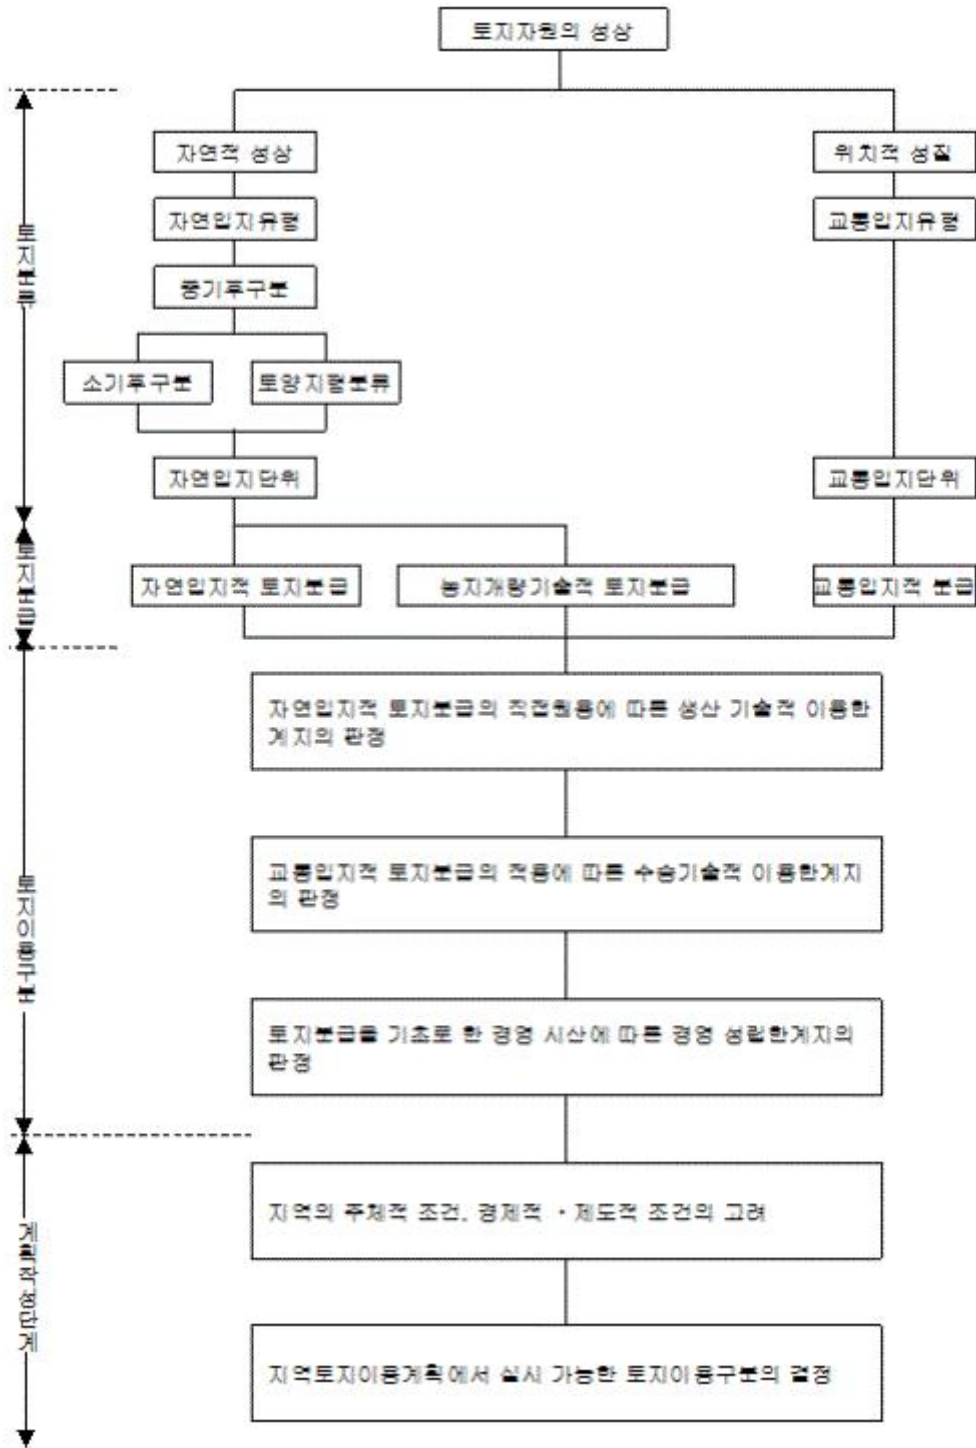 토지자원의 성상
자연적 성상
위치적 성질
자연입지유형
교통입지유형
중기후구분
소기후구분
토양지형분류
자연입지단위
교통입지단위
자연입지적 토지분급
농지개량기술적 토지분급
교통입지적 분급
자연입지적 토지분급의 직접원용에 따른 생산 기술적 이용한
계지의 판정
교통입지적 토지분급의 적용에 따른 수송기술적 이용한계지
의 판정
토지분급을 기초로 한 경영 시산에 따른 경영 성립한계지의
판정
지역의 주체적 조건, 경제적 ・제도적 조건의 고려
지역토지이용계획에서 실시 가능한 토지이용구분의 결정
토지분류
토지분급
토지이용구분
계획작성단계